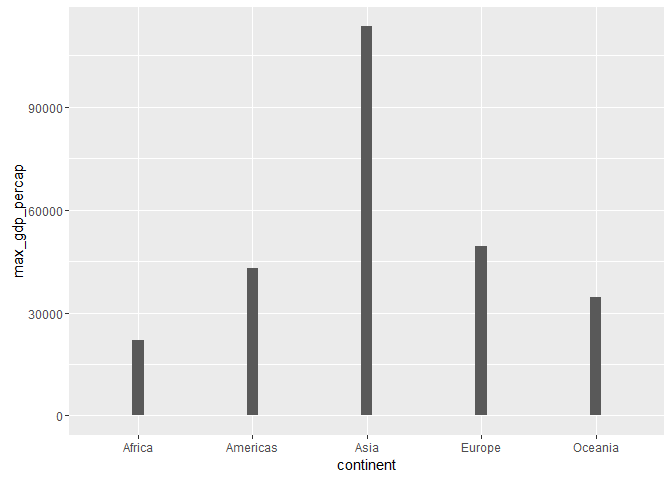 max_gdp_percap
90000
60000
30000
0
Africa Americas Asia Europe Oceania
continent